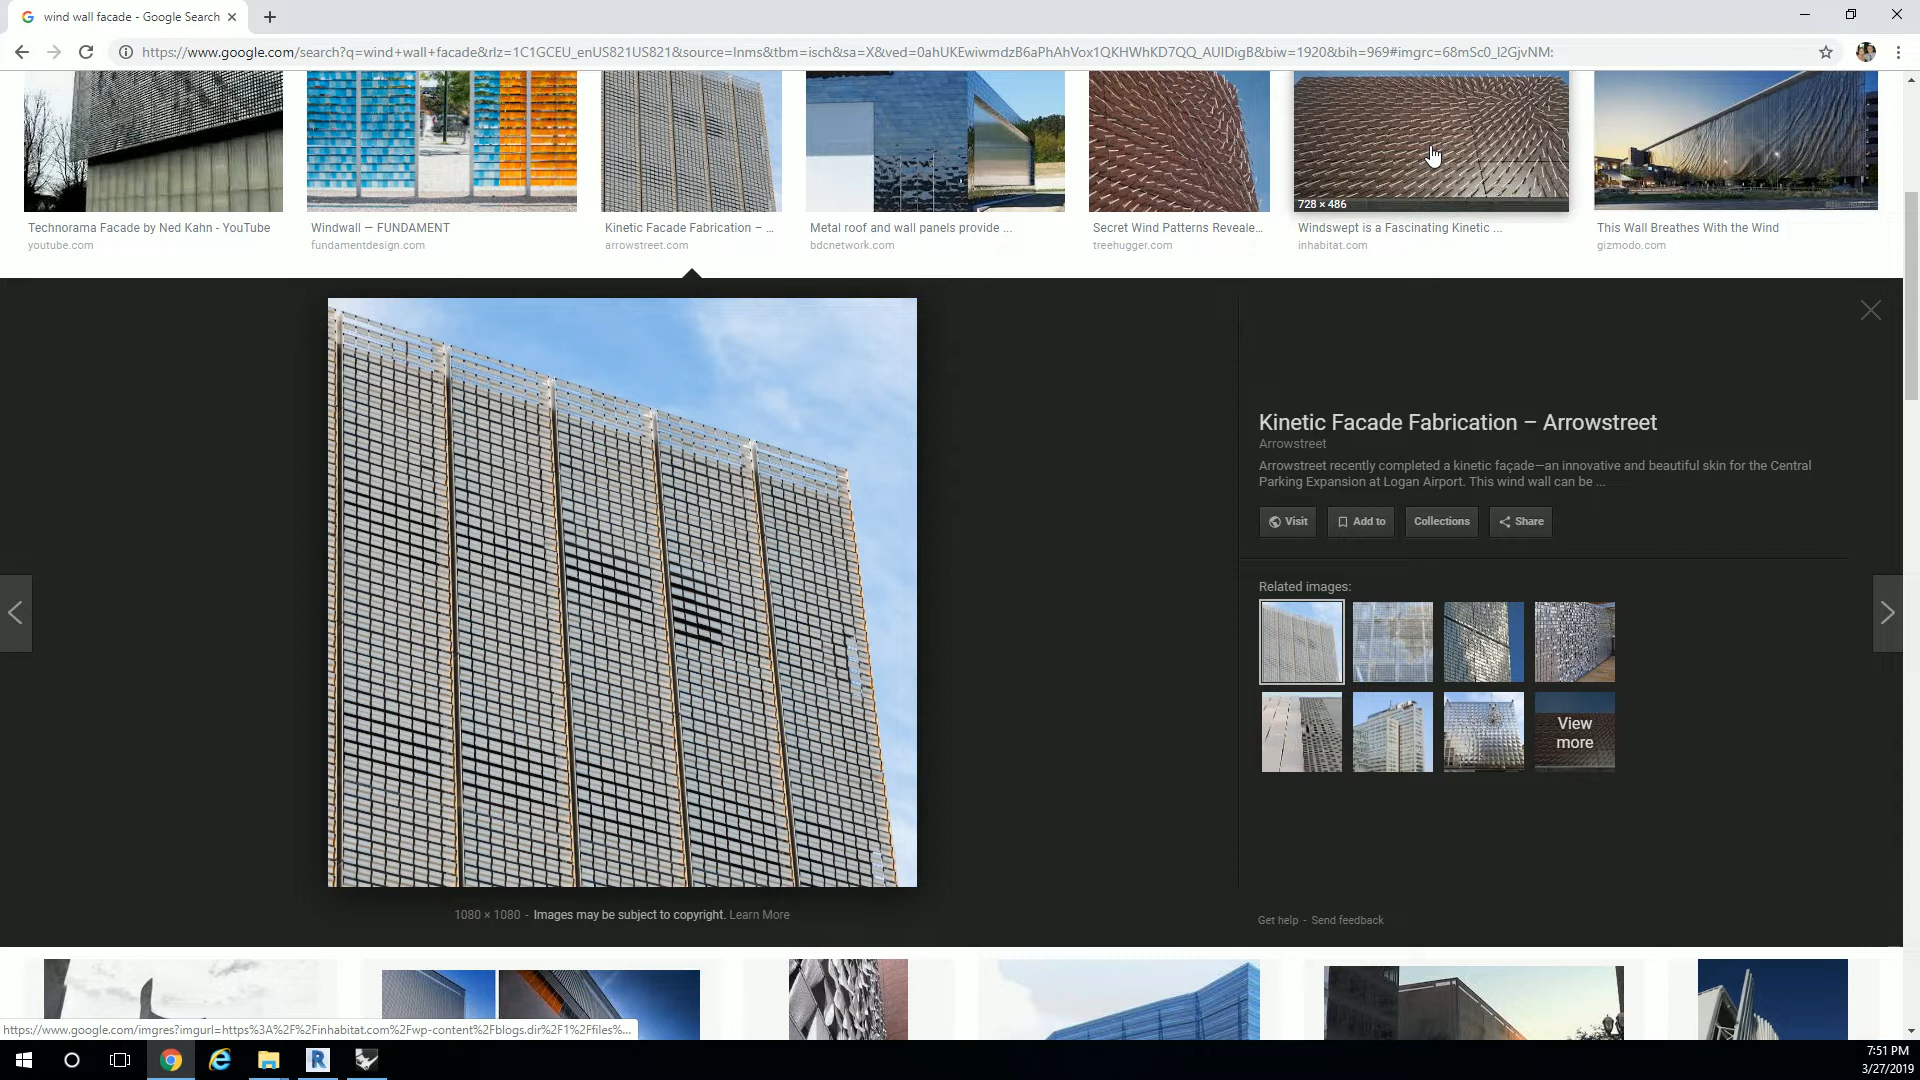 wind wall facade - Google Search
https://www.google.com/search?q=wind+wall+facade&rlz=1C1GCEU_enUS821US821&source=lnms&tbm=isch&sa=X&ved=0ahUKEwiwmdzB6aPhAhVox1QKHWhKD7QQ_AUIDigB&biw=1920&bih=969#imgrc=68mSc0_l2GjvNM:
728 × 486
Technorama Facade by Ned Kahn - YouTube
youtube.com
Windwall — FUNDAMENT
fundamentdesign.com
Kinetic Facade Fabrication – ...
arrowstreet.com
Metal roof and wall panels provide ...
bdcnetwork.com
Secret Wind Patterns Reveale...
treehugger.com
Windswept is a Fascinating Kinetic ...
inhabitat.com
This Wall Breathes With the Wind
gizmodo.com
Kinetic Facade Fabrication – Arrowstreet
Arrowstreet
Arrowstreet recently completed a kinetic façade—an innovative and beautiful skin for the Central
Parking Expansion at Logan Airport. This wind wall can be ...
Visit
Add to
Collections
Share
Related images:
View
more
1080 × 1080 - Images may be subject to copyright. Learn More
Get help - Send feedback
https://www.google.com/imgres?imgurl=https%3A%2F%2Finhabitat.com%2Fwp-content%2Fblogs.dir%2F1%2Ffiles%...
7:51 PM
3/27/2019